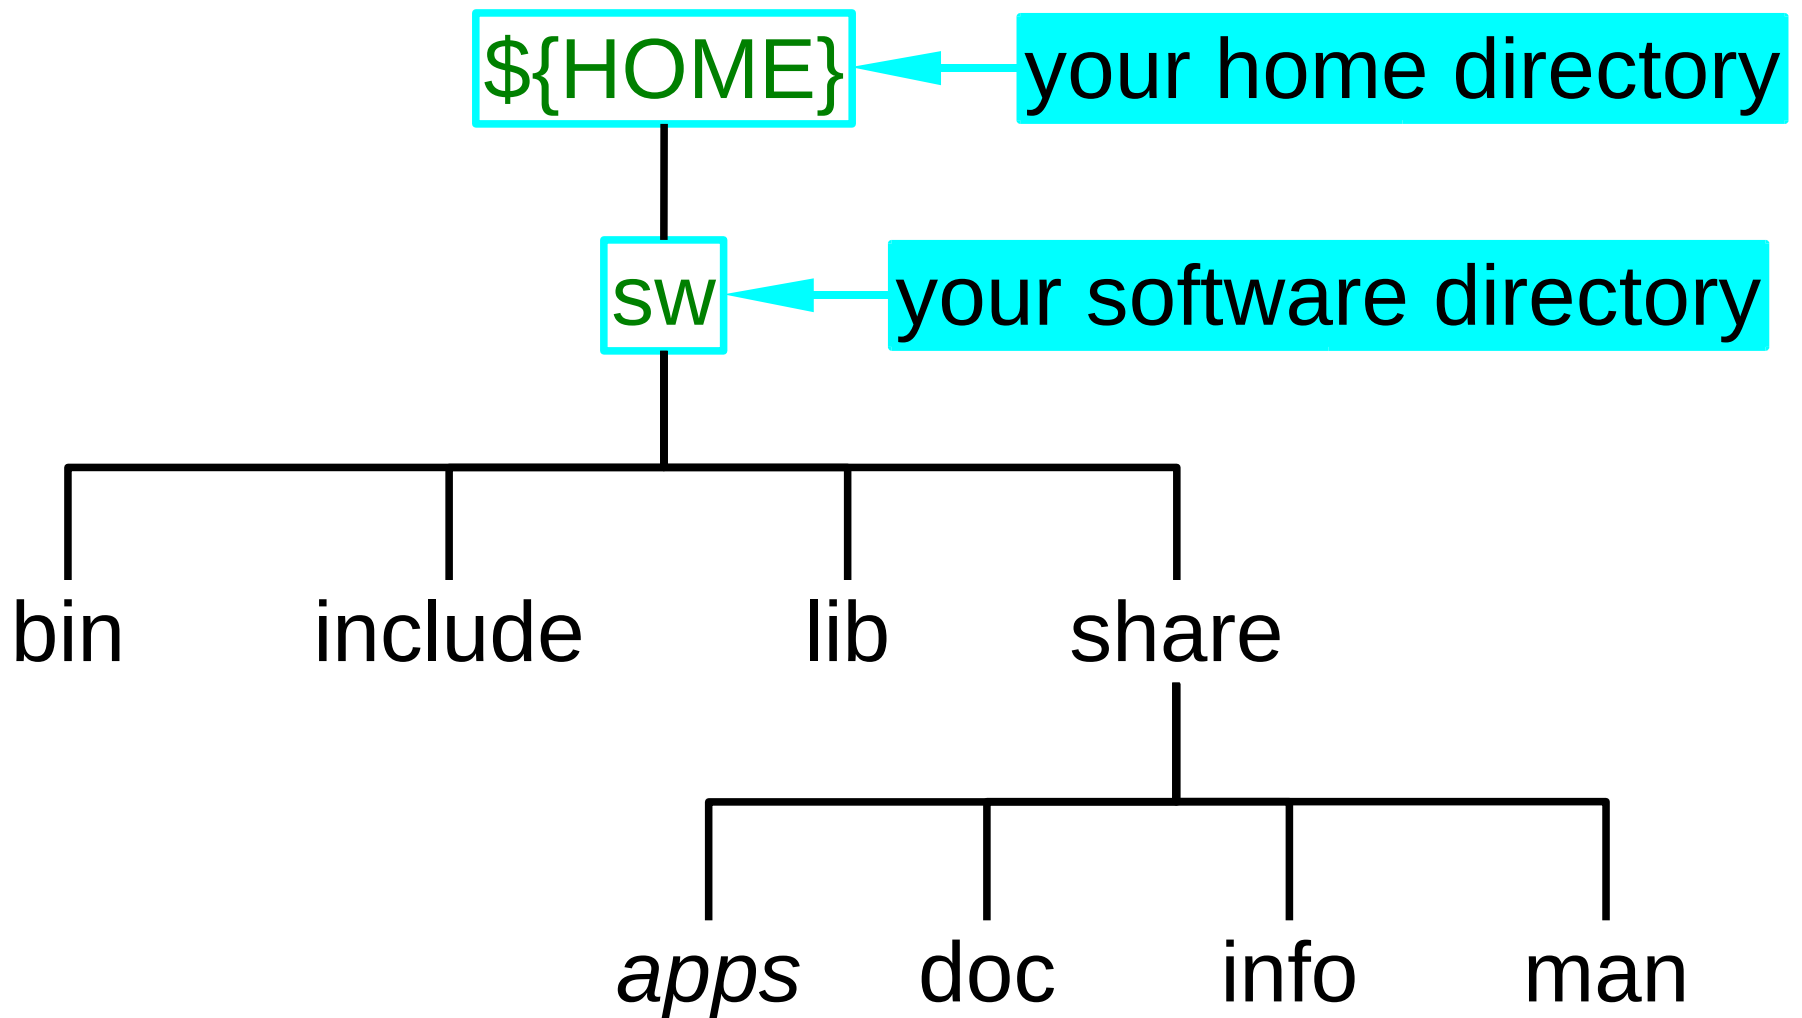 ${HOME} your home directory
sw your software directory
bin include lib share
apps doc info man